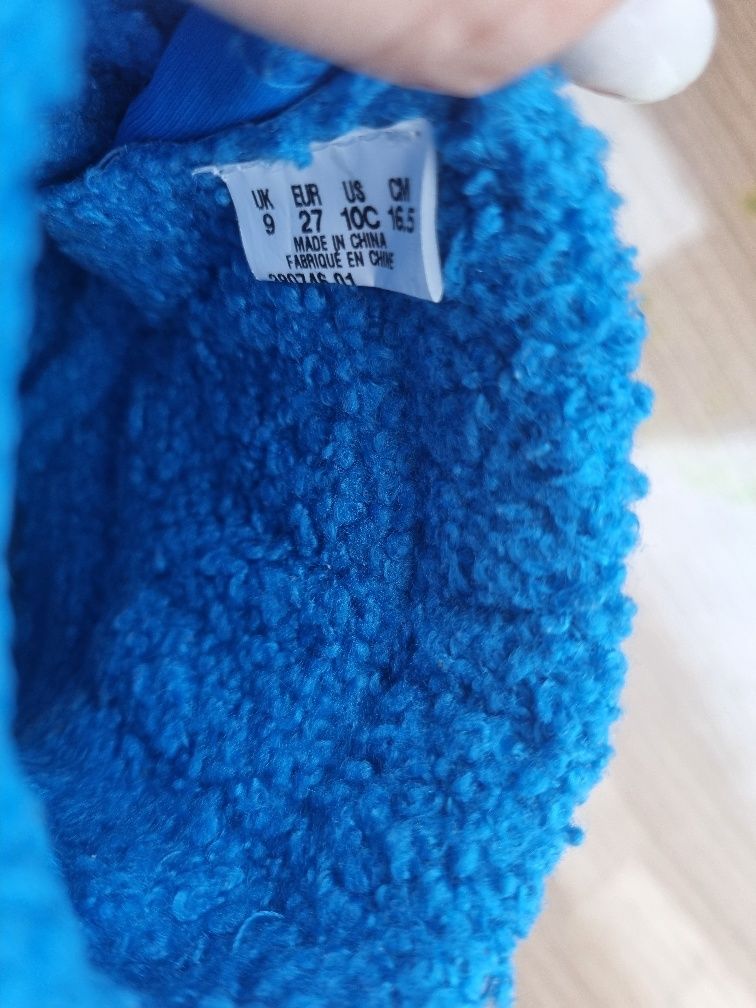 UK EUR US CM
9 27 10C 16.5
MADE IN CHINA
FABRIQUÉ EN CHINE